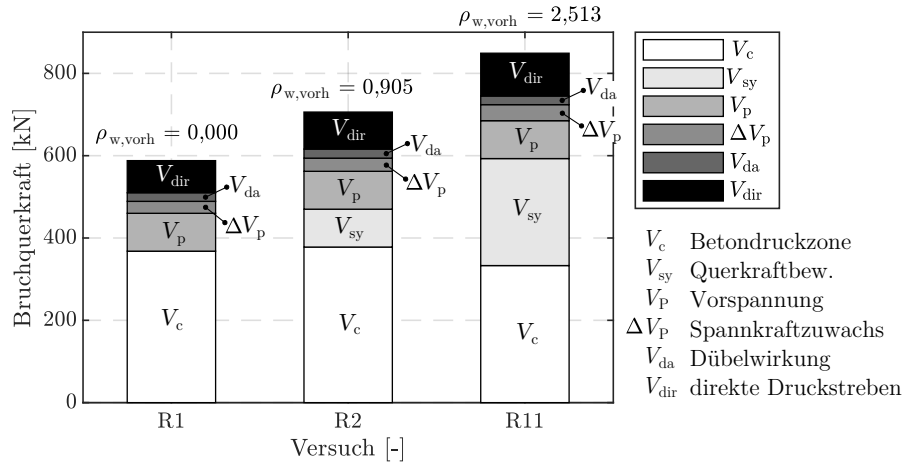 ρw,vorh = 2,513
ρw,vorh = 0,905
ρw,vorh = 0,000
Bruchquerkraft [kN]
800
600
400
200
0
Vdir
Vda
ΔVp
Vp
Vc
Vdir
Vda
ΔVp
Vp
Vsy
Vc
Vdir
Vda
ΔVp
Vp
Vsy
Vc
R1
R2
R11
Versuch [-]
Vc
Vsy
Vp
ΔVp
Vda
Vdir
Vc Betondruckzone
Vsy Querkraftbew.
VP Vorspannung
ΔVP Spannkraftzuwachs
Vda Dübelwirkung
Vdir direkte Druckstreben